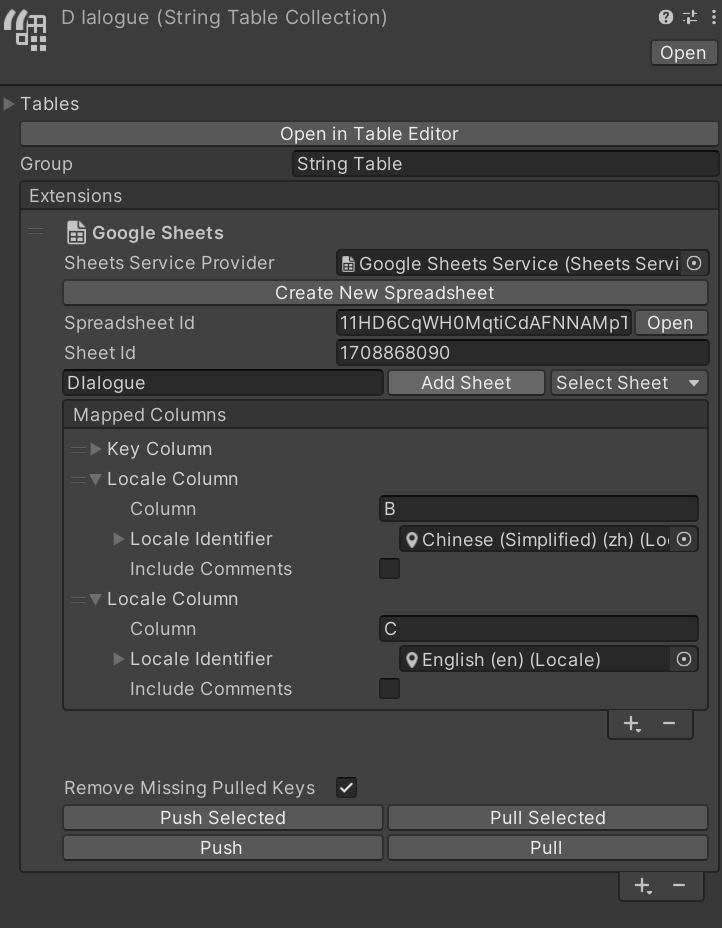 D Ialogue (String Table Collection)
Open
Tables
Open in Table Editor
Group String Table
Extensions
Google Sheets
Sheets Service Provider Google Sheets Service (Sheets Servi
Create New Spreadsheet
Spreadsheet Id 11HD6CqWH0MqtiCdAFNNAMpT Open
Sheet Id 1708868090
DIalogue Add Sheet Select Sheet
Mapped Columns
Key Column
Locale Column
Column B
Locale Identifier Chinese (Simplified) (zh) (Lo
Include Comments
Locale Column
Column C
Locale Identifier English (en) (Locale)
Include Comments
Remove Missing Pulled Keys
Push Selected Pull Selected
Push Pull